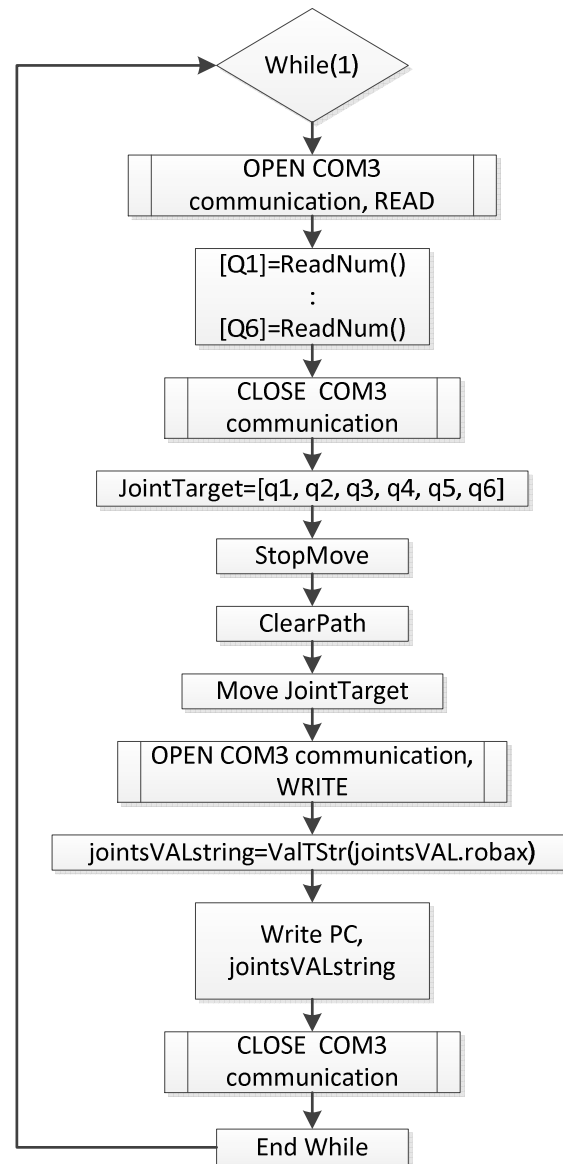 While(1)
OPEN COM3
communication, READ
[Q1]=ReadNum()
:
[Q6]=ReadNum()
CLOSE COM3
communication
JointTarget=[q1, q2, q3, q4, q5, q6]
StopMove
ClearPath
Move JointTarget
OPEN COM3 communication,
WRITE
jointsVALstring=ValTStr(jointsVAL.robax)
Write PC,
jointsVALstring
CLOSE COM3
communication
End While